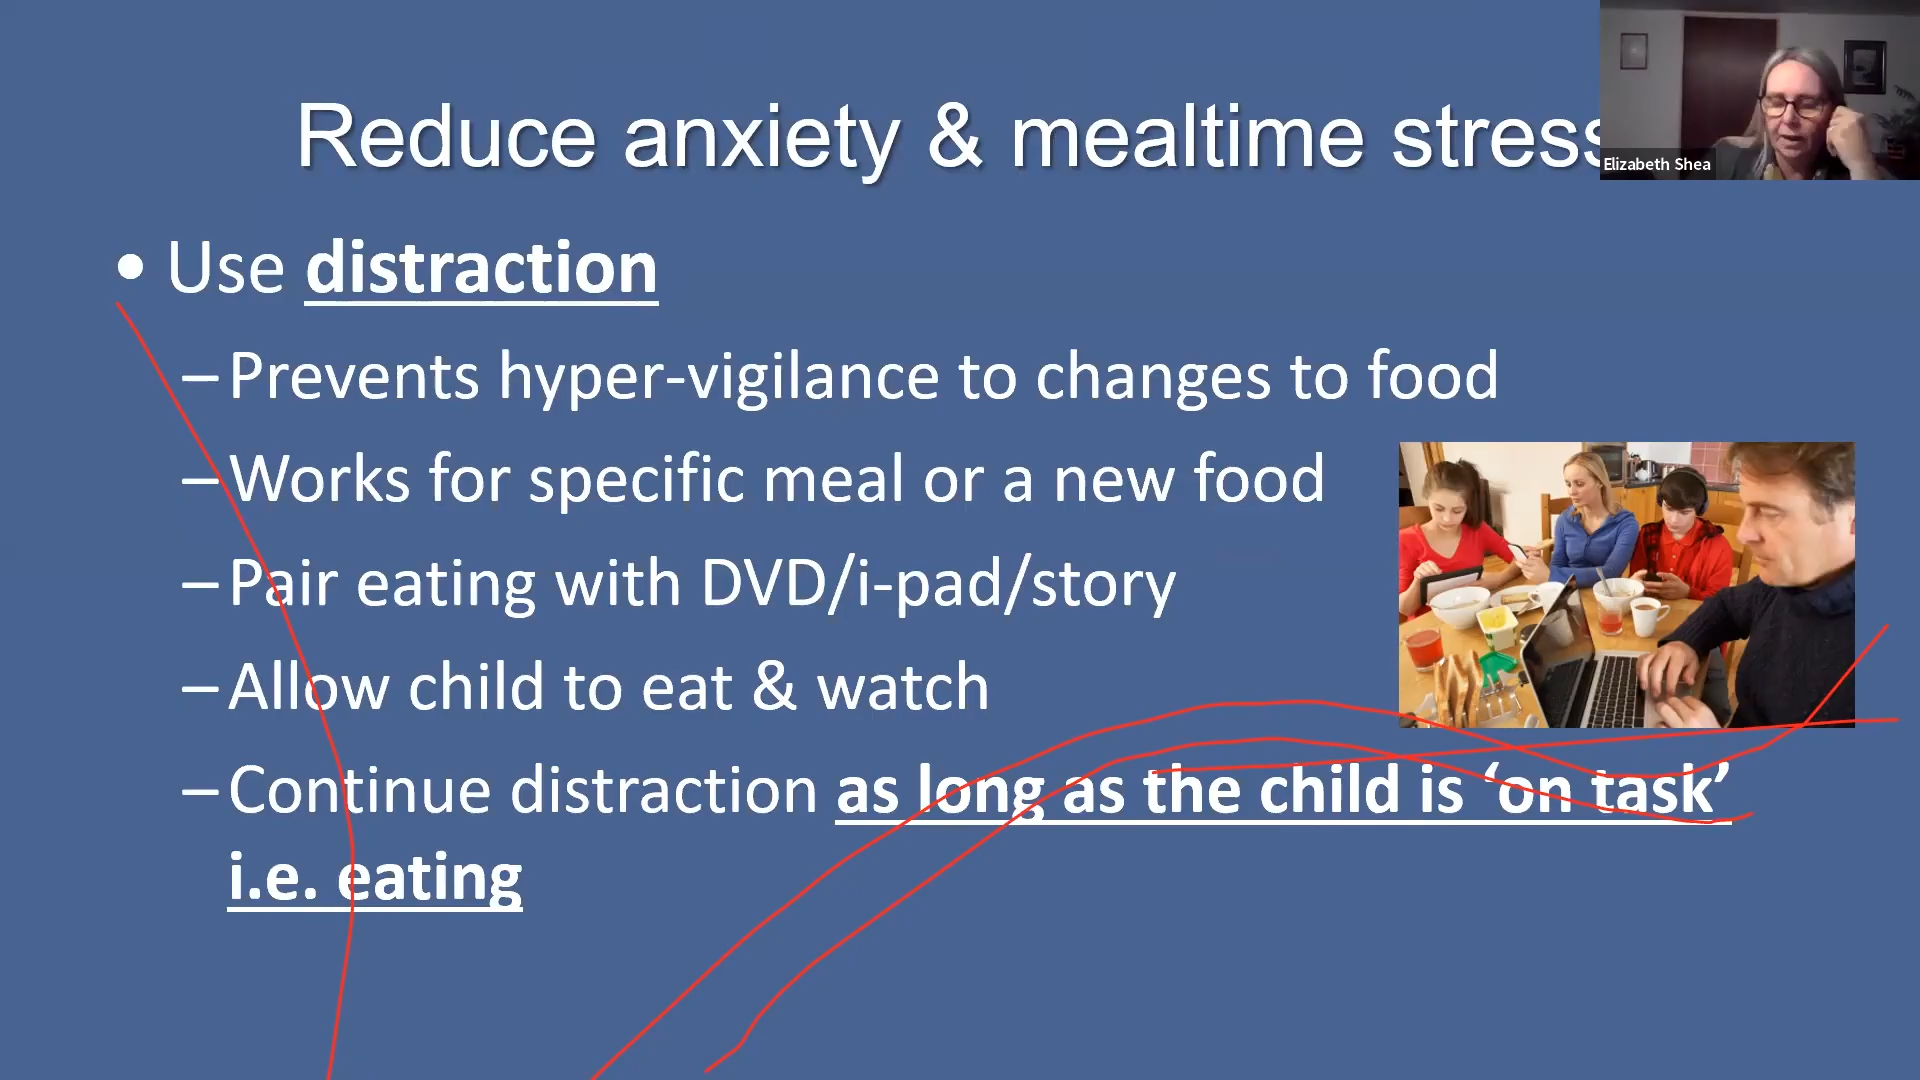 Reduce anxiety & mealtime stress
Elizabeth Shea
• Use distraction
– Prevents hyper-vigilance to changes to food
– Works for specific meal or a new food
– Pair eating with DVD/i-pad/story
– Allow child to eat & watch
– Continue distraction as long as the child is ‘on task’
i.e. eating